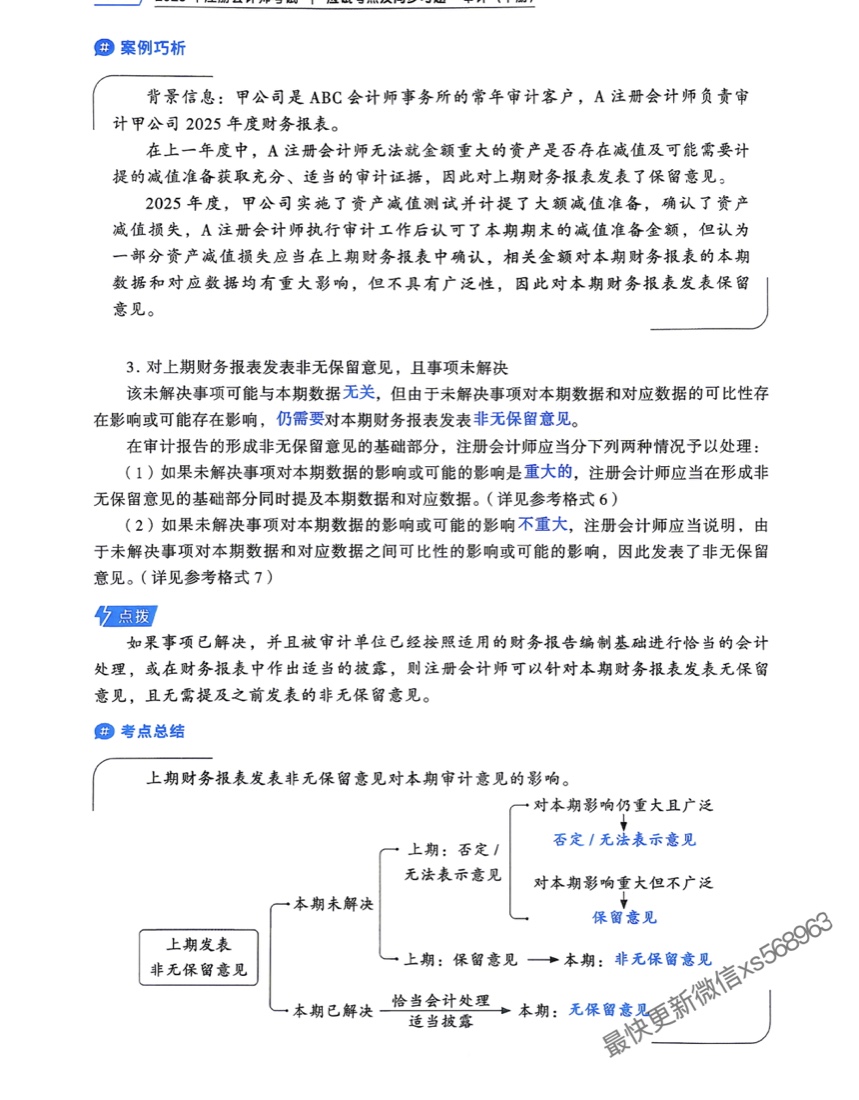 案例巧析
背景信息：甲公司是 ABC 会计师事务所的常年审计客户，A 注册会计师负责审
计甲公司 2025 年度财务报表。
在上一年度中，A 注册会计师无法就金额重大的资产是否存在减值及可能需要计
提的减值准备获取充分、适当的审计证据，因此对上期财务报表发表了保留意见。
2025 年度，甲公司实施了资产减值测试并计提了大额减值准备，确认了资产
减值损失，A 注册会计师执行审计工作后认可了本期期末的减值准备金额，但认为
一部分资产减值损失应当在上期财务报表中确认，相关金额对本期财务报表的本期
数据和对应数据均有重大影响，但不具有广泛性，因此对本期财务报表发表保留
意见。
3. 对上期财务报表发表非无保留意见，且事项未解决
该未解决事项可能与本期数据无关，但由于未解决事项对本期数据和对应数据的可比性存
在影响或可能存在影响，仍需要对本期财务报表发表非无保留意见。
在审计报告的形成非无保留意见的基础部分，注册会计师应当分下列两种情况予以处理：
（1）如果未解决事项对本期数据的影响或可能的影响是重大的，注册会计师应当在形成非
无保留意见的基础部分同时提及本期数据和对应数据。（详见参考格式 6）
（2）如果未解决事项对本期数据的影响或可能的影响不重大，注册会计师应当说明，由
于未解决事项对本期数据和对应数据之间可比性的影响或可能的影响，因此发表了非无保留
意见。（详见参考格式 7）
点拨
如果事项已解决，并且被审计单位已经按照适用的财务报告编制基础进行恰当的会计
处理，或在财务报表中作出适当的披露，则注册会计师可以针对本期财务报表发表无保留
意见，且无需提及之前发表的非无保留意见。
考点总结
上期财务报表发表非无保留意见对本期审计意见的影响。
对本期影响仍重大且广泛
否定/无法表示意见
上期：否定/
无法表示意见
对本期影响重大但不广泛
保留意见
本期未解决
上期发表
非无保留意见
上期：保留意见
本期：非无保留意见
本期已解决
恰当会计处理
适当披露
本期：无保留意见
最快更新微信xs568963